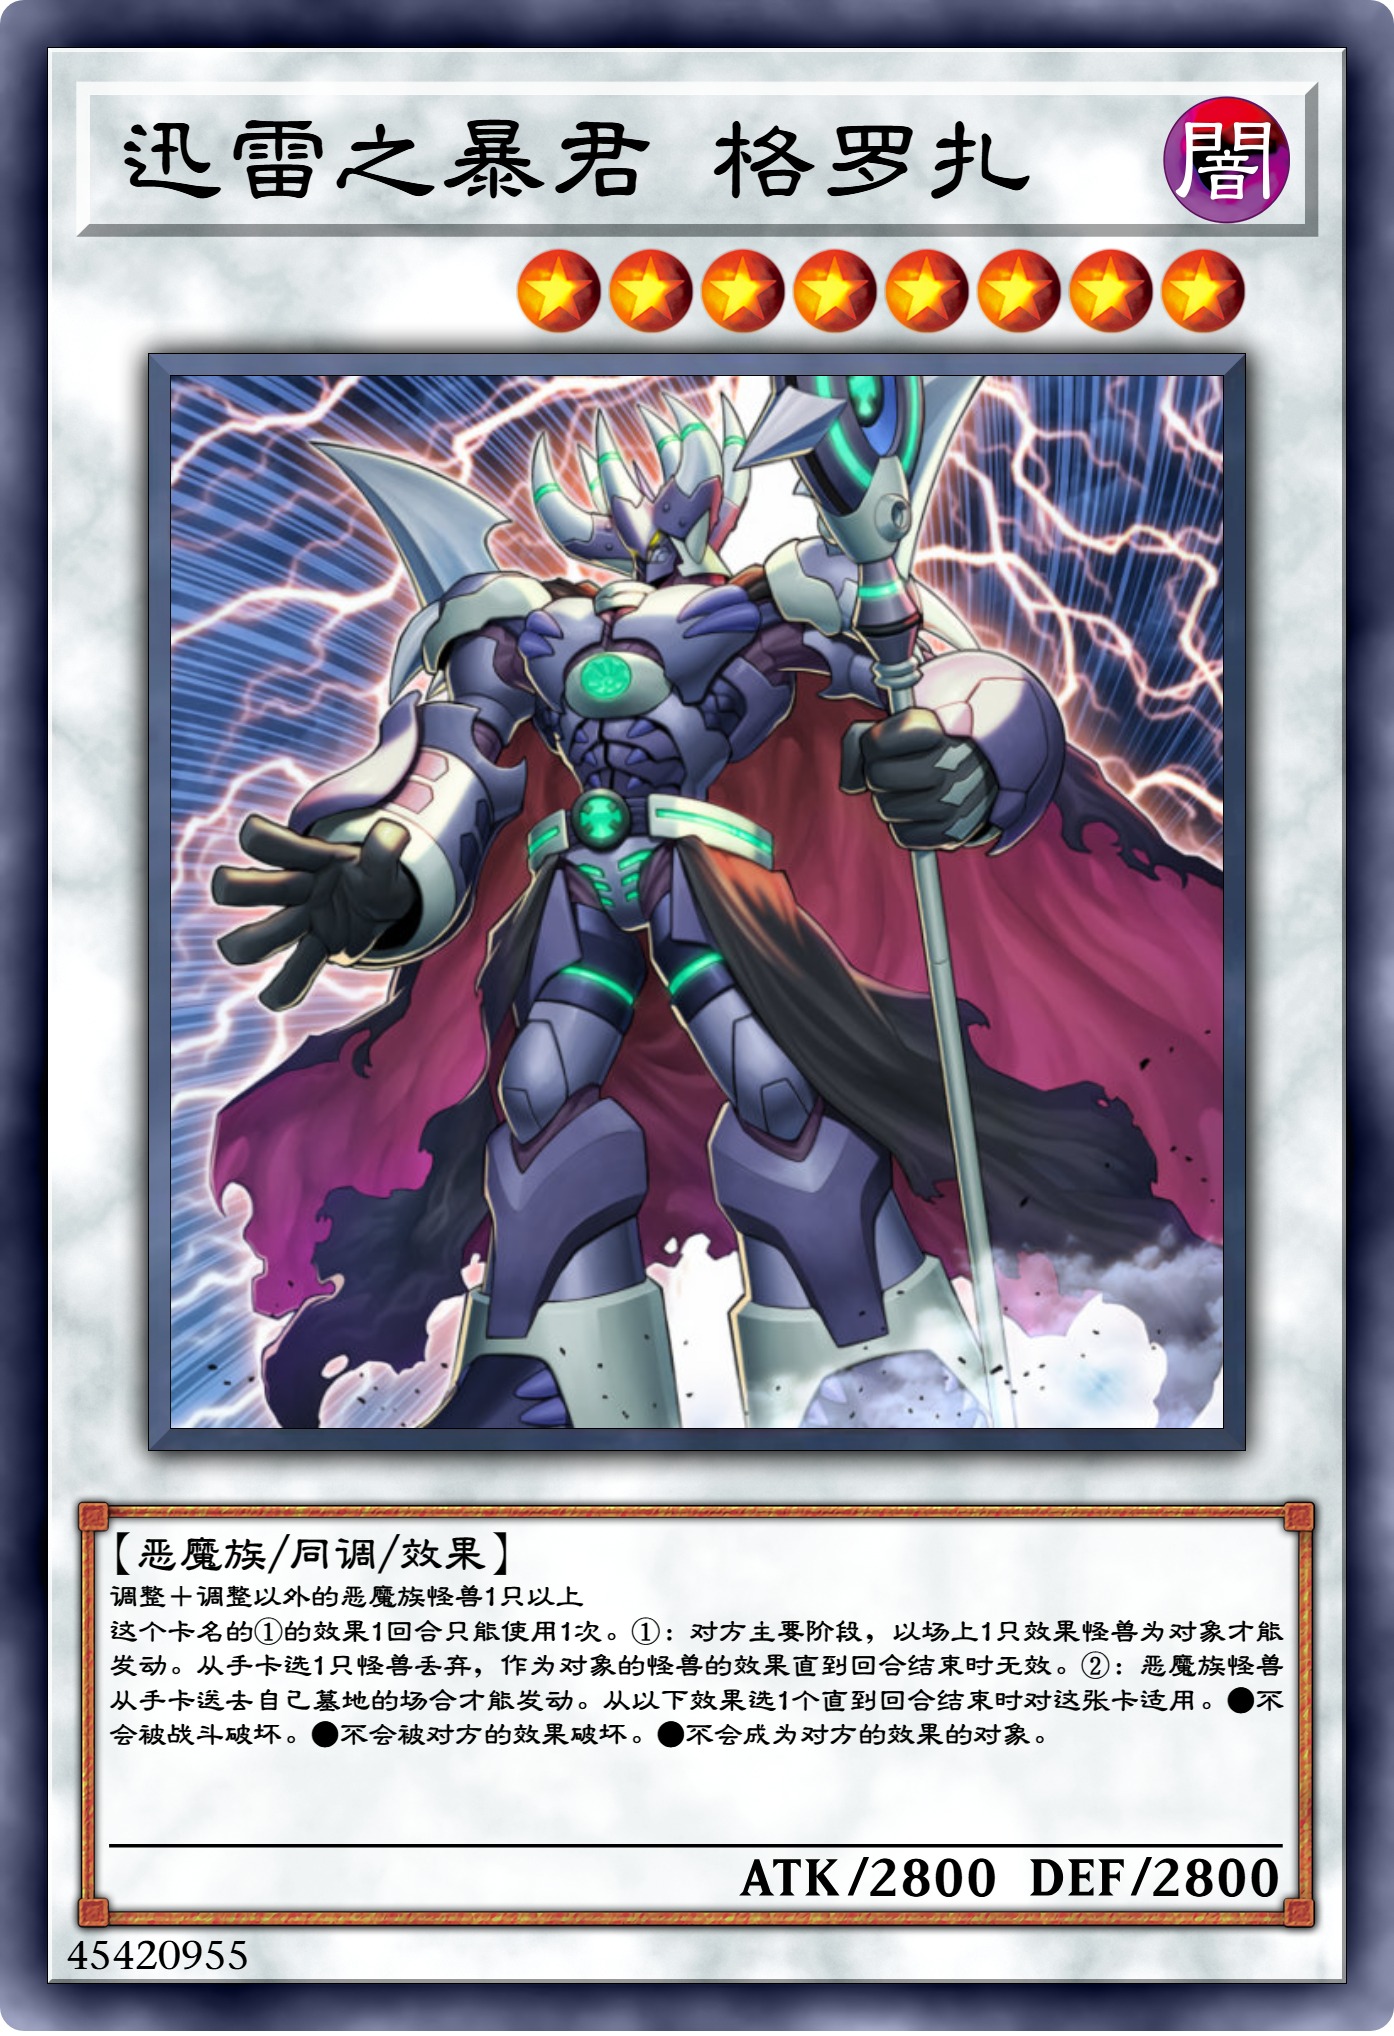 迅雷之暴君 格罗扎
闇
【恶魔族/同调/效果】
调整＋调整以外的恶魔族怪兽1只以上
这个卡名的①的效果1回合只能使用1次。①：对方主要阶段，以场上1只效果怪兽为对象才能
发动。从手卡选1只怪兽丢弃，作为对象的怪兽的效果直到回合结束时无效。②：恶魔族怪兽
从手卡送去自己墓地的场合才能发动。从以下效果选1个直到回合结束时对这张卡适用。●不
会被战斗破坏。●不会被对方的效果破坏。●不会成为对方的效果的对象。
ATK/2800 DEF/2800
45420955